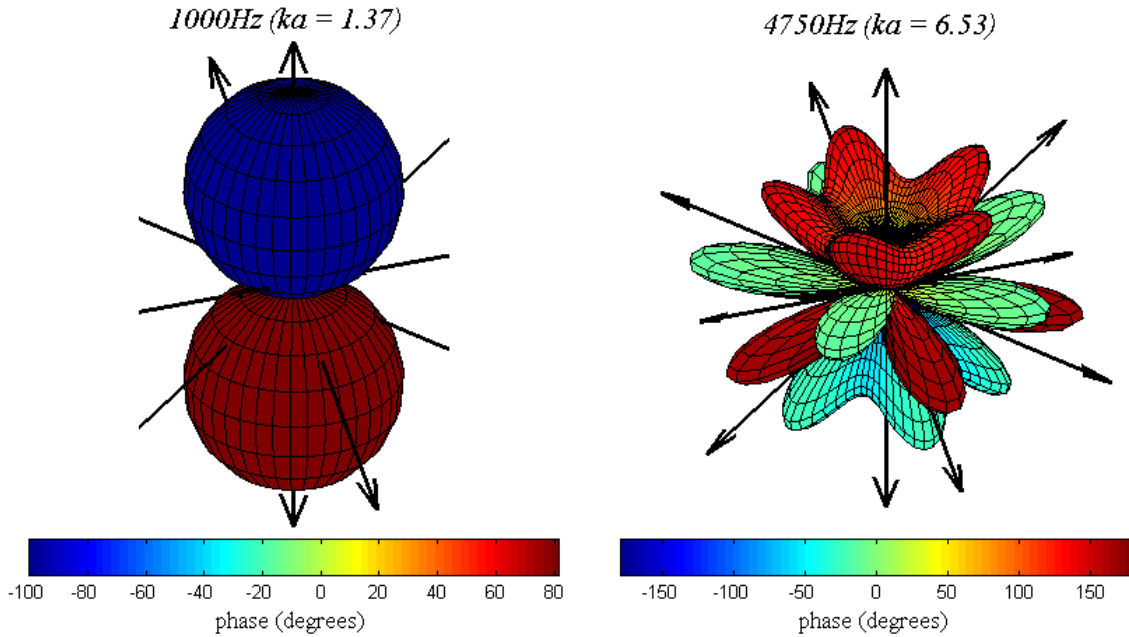 1000Hz (ka = 1.37)
4750Hz (ka = 6.53)
-100 -80 -60 -40 -20 0 20 40 60 80
phase (degrees)
-150 -100 -50 0 50 100 150
phase (degrees)